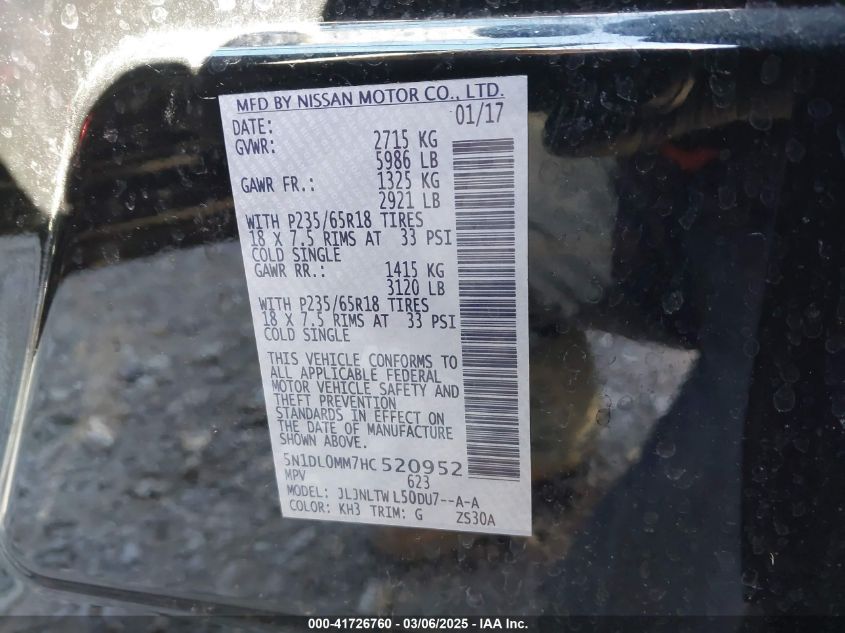 MFD BY NISSAN MOTOR CO., LTD.
DATE: 01/17
GVWR: 2715 KG
5986 LB
GAWR FR.: 1325 KG
2921 LB
WITH P235/65R18 TIRES
18 X 7.5 RIMS AT 33 PSI
COLD SINGLE
GAWR RR.: 1415 KG
3120 LB
WITH P235/65R18 TIRES
18 X 7.5 RIMS AT 33 PSI
COLD SINGLE
THIS VEHICLE CONFORMS TO
ALL APPLICABLE FEDERAL
MOTOR VEHICLE SAFETY AND
THEFT PREVENTION
STANDARDS IN EFFECT ON
THE DATE OF MANUFACTURE
SHOWN ABOVE.
5N1DL0MM7HC 520952
MPV 623
MODEL: JLJNLTW L50DU7--A-A
COLOR: KH3 TRIM: G ZS30A
000-41726760 - 03/06/2025 - IAA Inc.